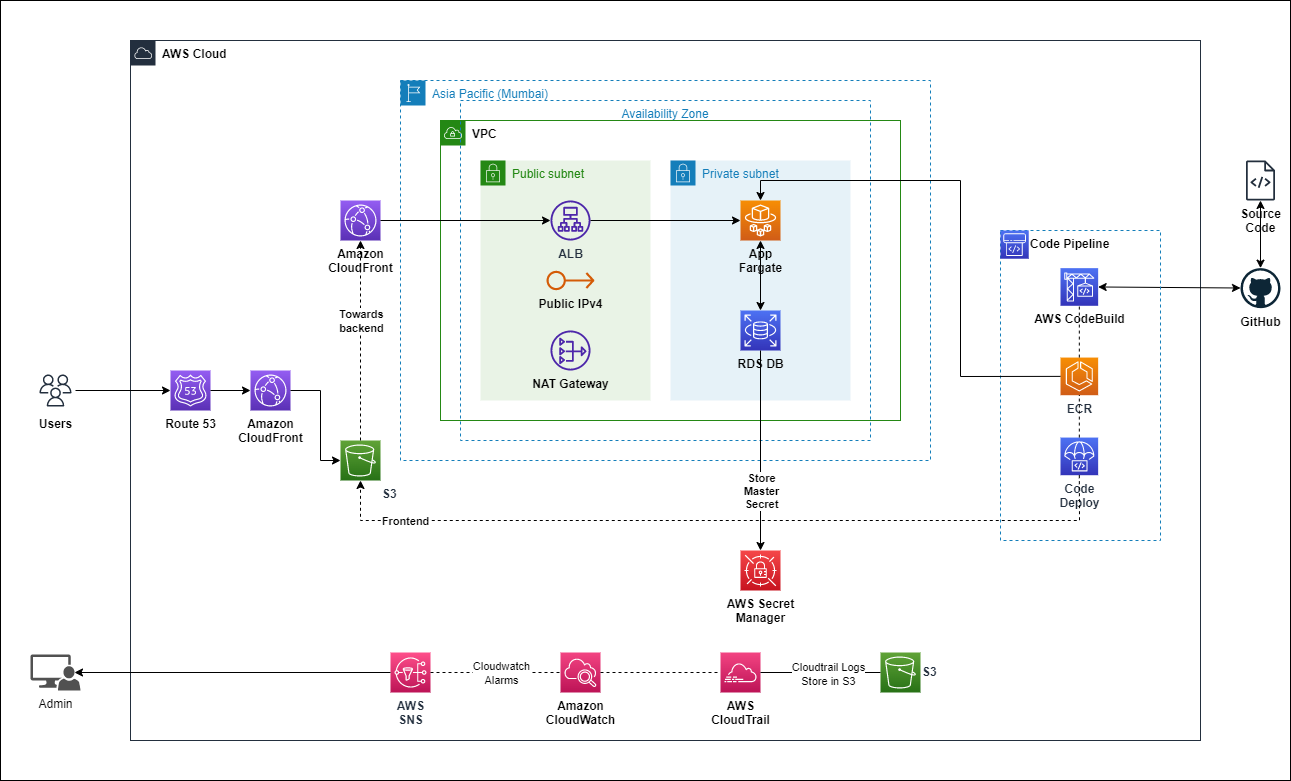 AWS Cloud
Asia Pacific (Mumbai)
Availability Zone
VPC
Public subnet
Private subnet
Amazon
CloudFront
ALB
App
Fargate
Public IPv4
NAT Gateway
RDS DB
Towards
backend
Source
Code
GitHub
Code Pipeline
AWS CodeBuild
ECR
Code
Deploy
Users
53
Route 53
Amazon
CloudFront
S3
Frontend
Store
Master
Secret
AWS Secret
Manager
Admin
AWS
SNS
Cloudwatch
Alarms
Amazon
CloudWatch
AWS
CloudTrail
Cloudtrail Logs
Store in S3
S3